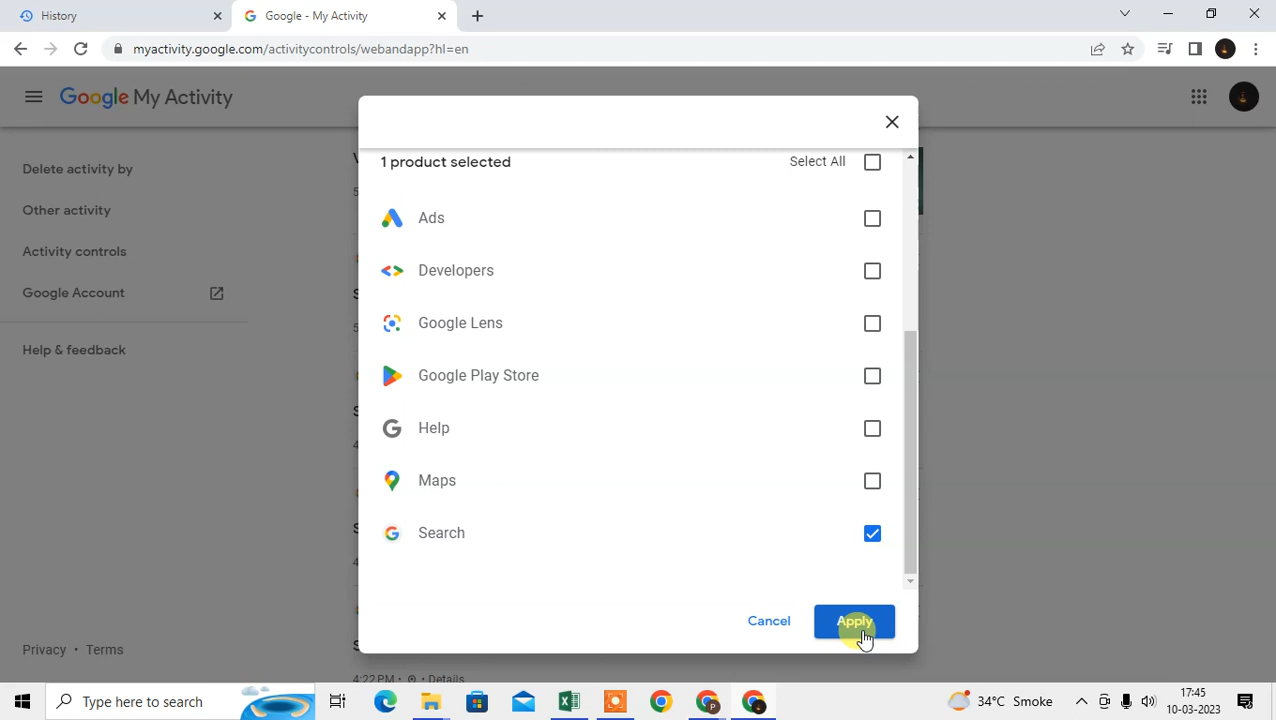 History
Google - My Activity
myactivity.google.com/activitycontrols/webandapp?hl=en
Google My Activity
Delete activity by
Other activity
Activity controls
Google Account
Help & feedback
Privacy • Terms
1 product selected
Select All
Ads
Developers
Google Lens
Google Play Store
Help
Maps
Search
Cancel
Apply
4:22 PM • Details
Type here to search
34°C Smoke
17:45
10-03-2023